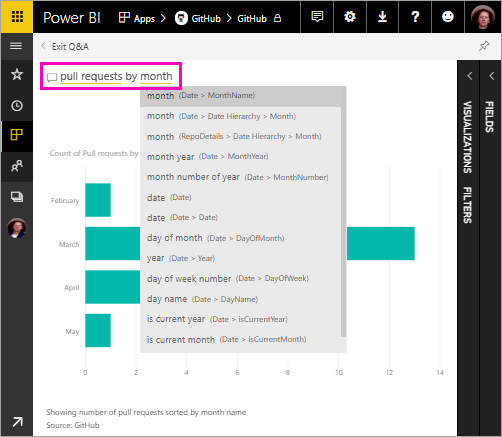 Power BI Apps > GitHub > GitHub
Exit Q&A
pull requests by month
month (Date > MonthName)
month (Date > Date Hierarchy > Month)
month (RepoDetails > Date Hierarchy > Month)
month year (Date > MonthYear)
month number of year (Date > MonthNumber)
date (Date)
date (Date > Date)
day of month (Date > DayOfMonth)
year (Date > Year)
day of week number (Date > DayOfWeek)
day name (Date > DayName)
is current year (Date > isCurrentYear)
is current month (Date > isCurrentMonth)
Count of Pull requests by
February
March
April
May
0 2 4 6 8 10 12 14
Showing number of pull requests sorted by month name
Source: GitHub
VISUALIZATIONS
FILTERS
FIELDS